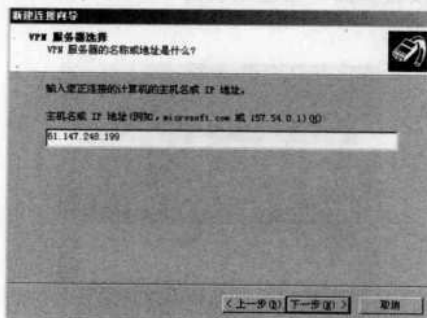 新建连接向导
VPN 服务器选择
VPN 服务器的名称或地址是什么?
输入您正连接的计算机的主机名或 IP 地址。
主机名或 IP 地址(例如，microsoft.com 或 157.54.0.1)(H):
61.147.248.199
<上一步(B)
下一步(N)>
取消